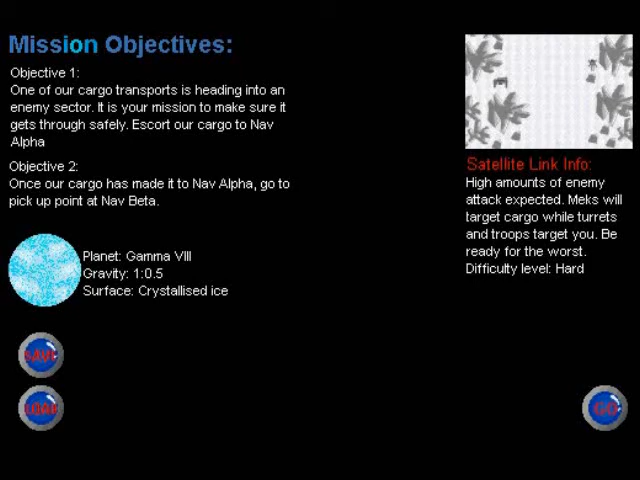 Mission Objectives:
Objective 1:
One of our cargo transports is heading into an
enemy sector. It is your mission to make sure it
gets through safely. Escort our cargo to Nav
Alpha
Objective 2:
Once our cargo has made it to Nav Alpha, go to
pick up point at Nav Beta.
Planet: Gamma VIII
Gravity: 1:0.5
Surface: Crystallised ice
SAVE
LOAD
Satellite Link Info:
High amounts of enemy
attack expected. Meks will
target cargo while turrets
and troops target you. Be
ready for the worst.
Difficulty level: Hard
GO